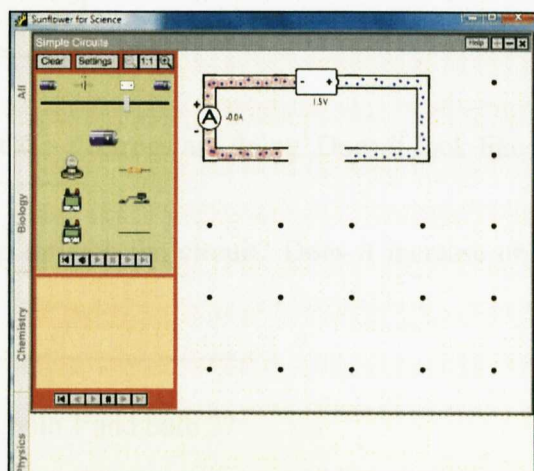 Sunflower for Science
Simple Circuits
Help
Clear
Settings
1:1
All
Biology
Chemistry
Physics
- +
1.5V
+
A
-0.0A
-